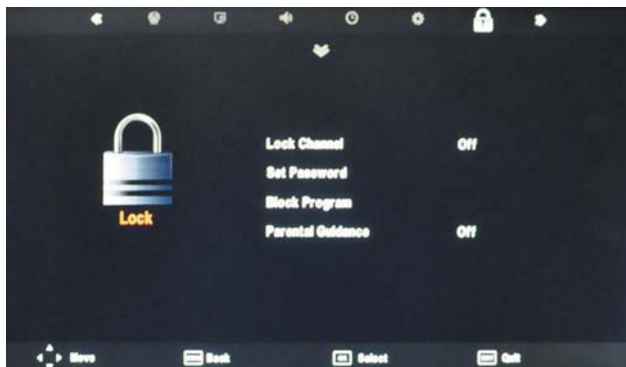 Lock Channel Off
Set Password
Block Program
Parental Guidance Off
Lock
Move Back Select Quit